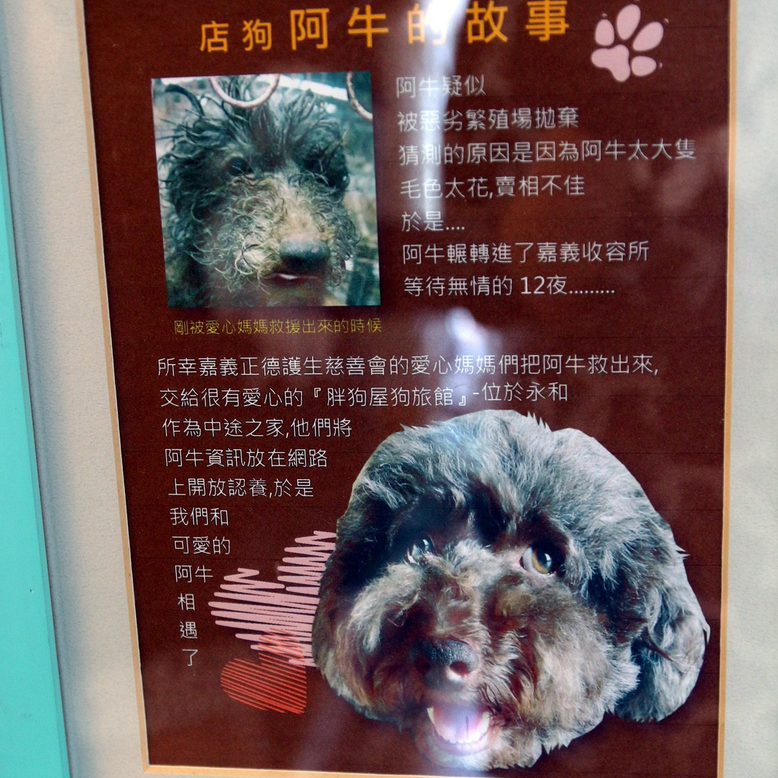 店狗 阿牛的故事
阿牛疑似
被惡劣繁殖場拋棄
猜測的原因是因為阿牛太大隻
毛色太花,賣相不佳
於是....
阿牛輾轉進了嘉義收容所
等待無情的 12夜.........
剛被愛心媽媽救援出來的時候
所幸嘉義正德護生慈善會的愛心媽媽們把阿牛救出來,
交給很有愛心的『胖狗屋狗旅館』-位於永和
作為中途之家,他們將
阿牛資訊放在網路
上開放認養,於是
我們和
可愛的
阿牛
相
遇
了